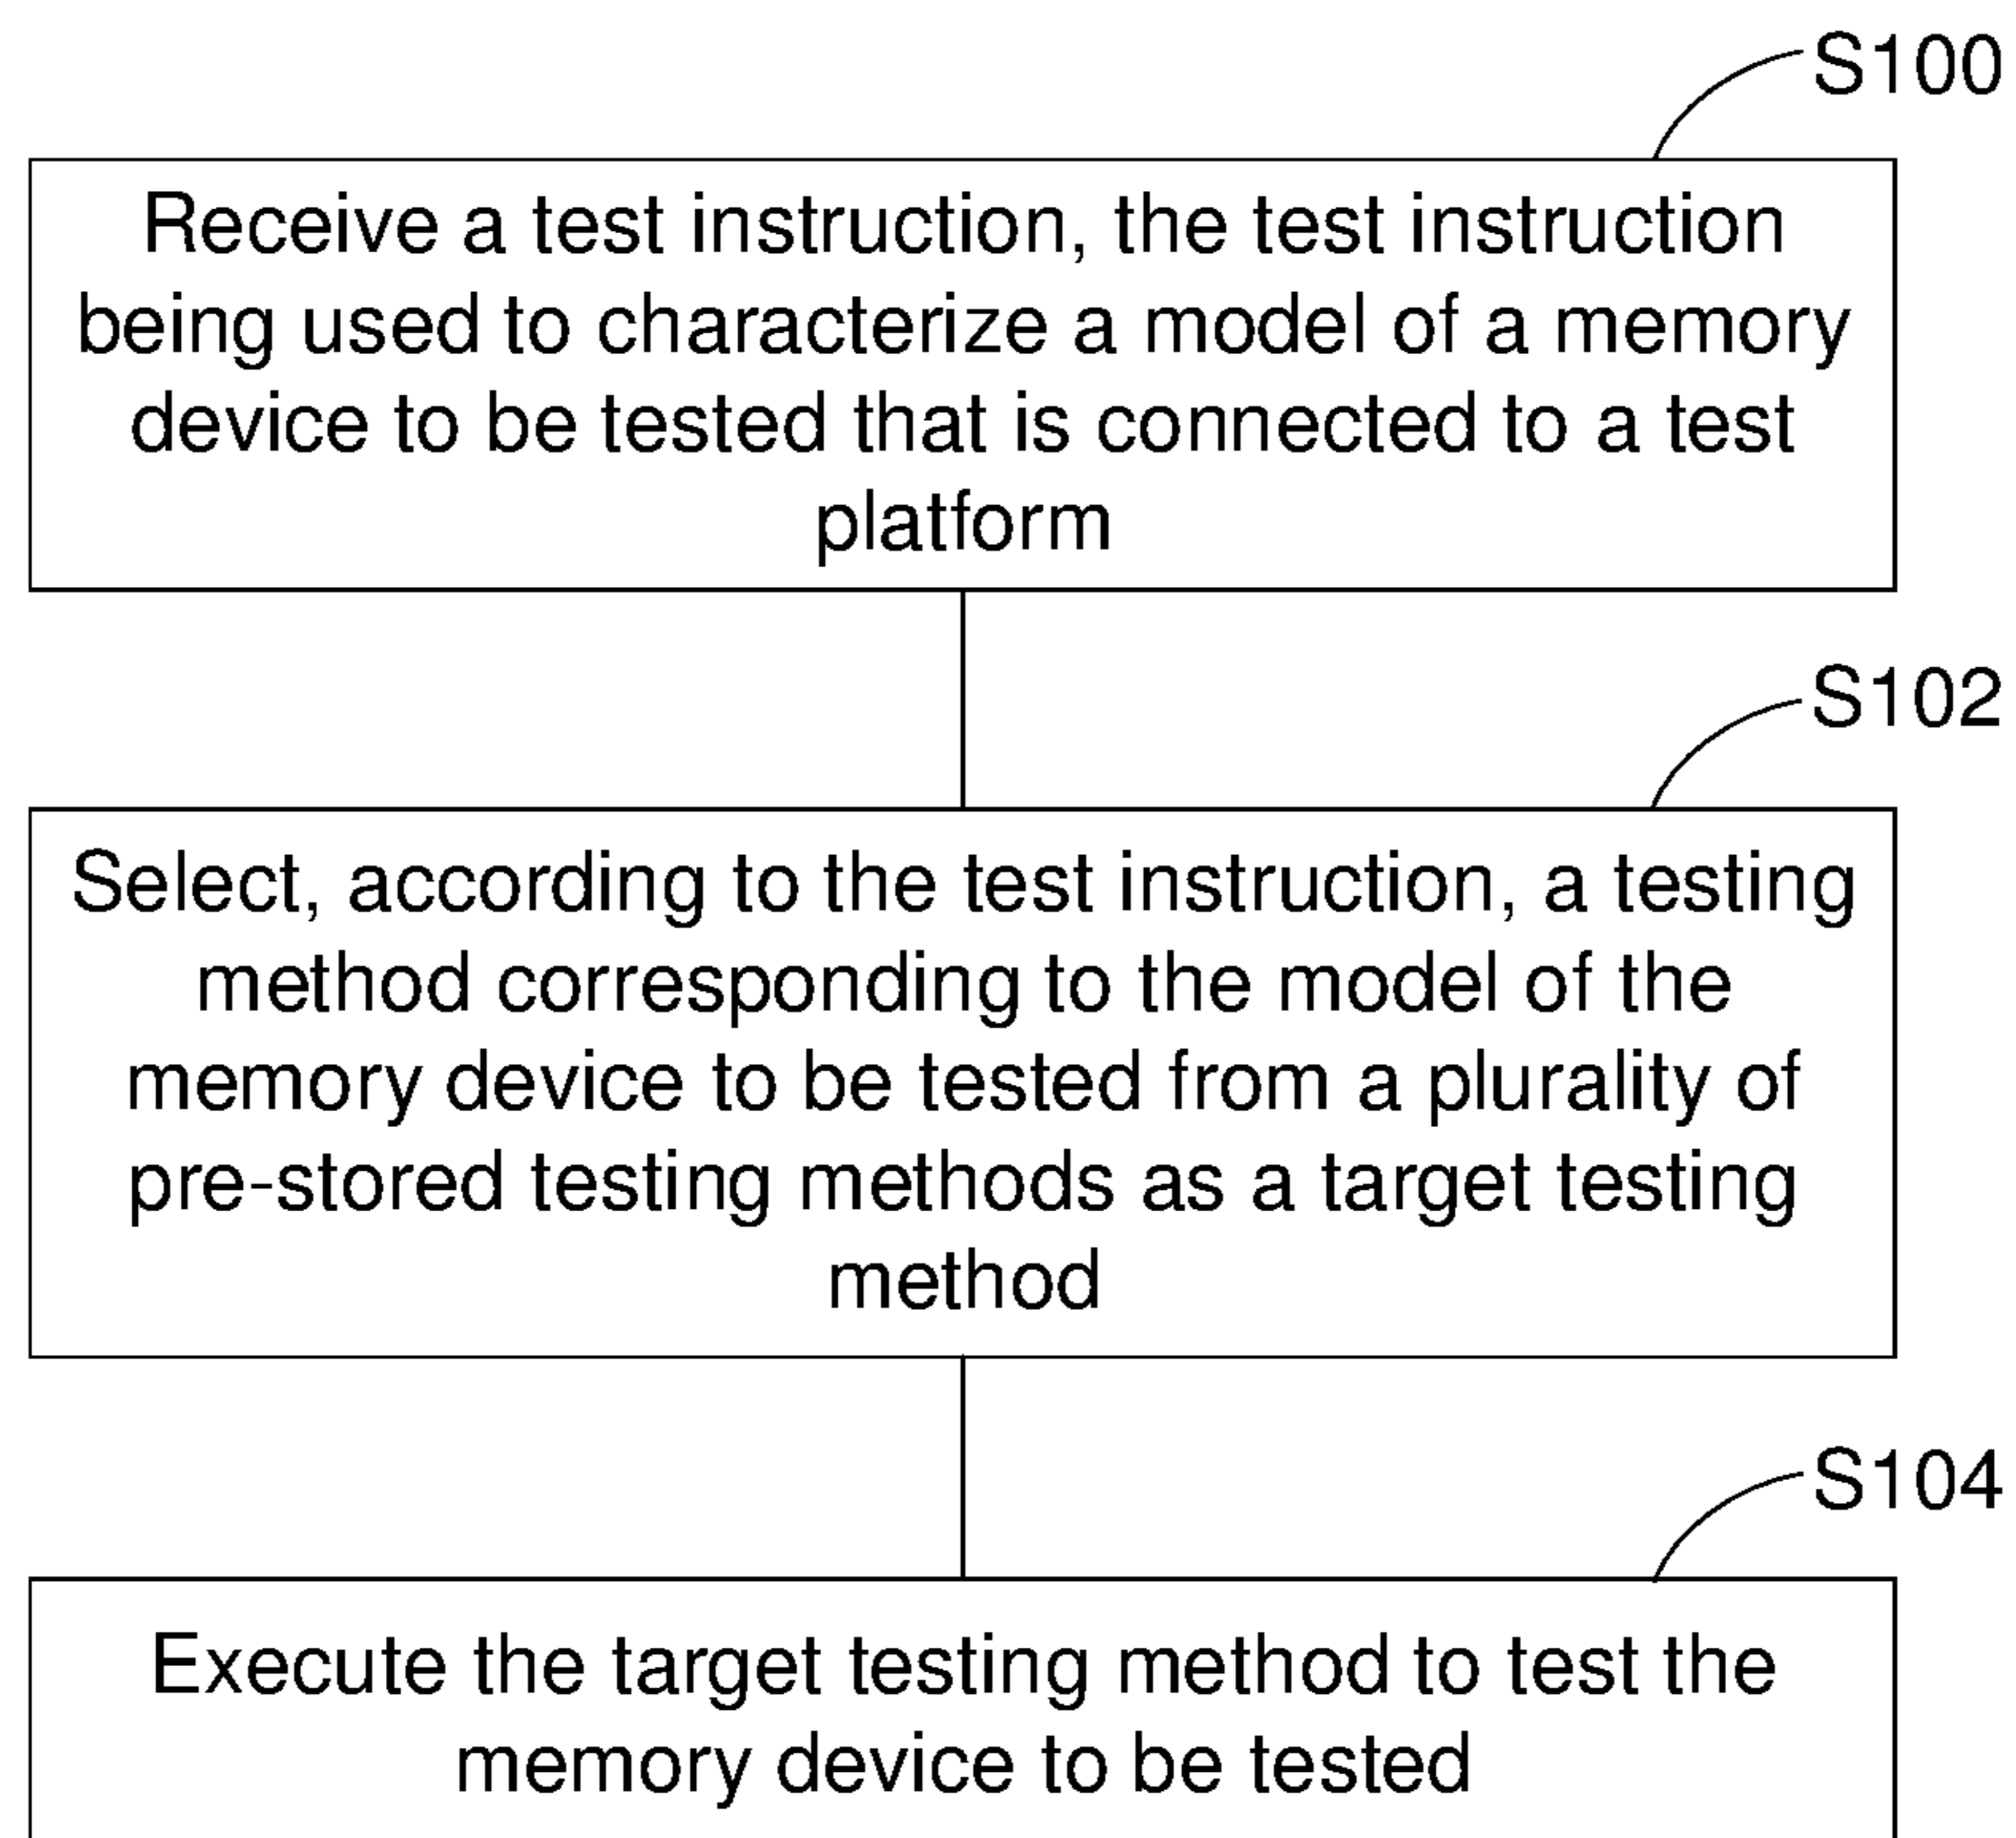 S100
Receive a test instruction, the test instruction
being used to characterize a model of a memory
device to be tested that is connected to a test
platform
S102
Select, according to the test instruction, a testing
method corresponding to the model of the
memory device to be tested from a plurality of
pre-stored testing methods as a target testing
method
S104
Execute the target testing method to test the
memory device to be tested